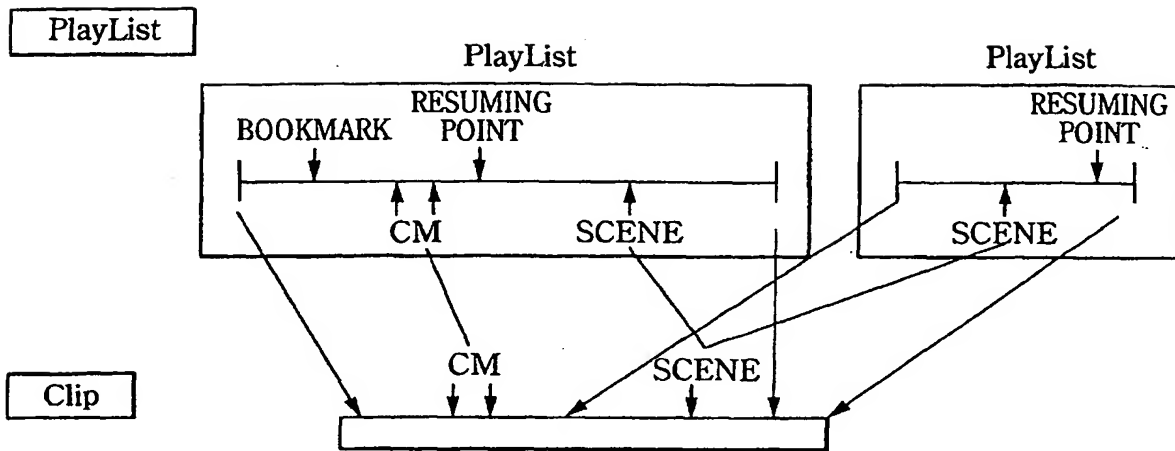 PlayList
PlayList
PlayList
BOOKMARK
RESUMING
POINT
RESUMING
POINT
CM
SCENE
SCENE
CM
SCENE
Clip